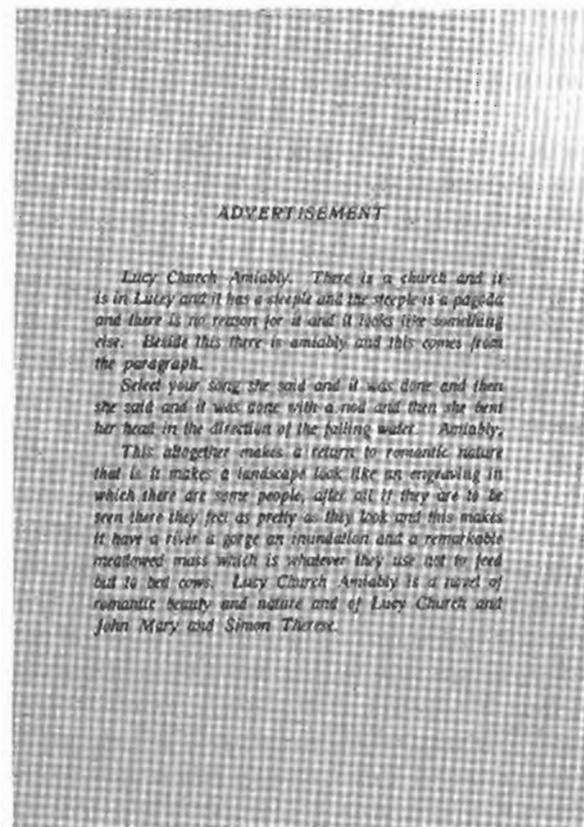 ADVERTISEMENT
Lucy Church Amiably. There is a church and it
is in Lucey and it has a steeple and the steeple is a pagoda
and there is no reason for it and it looks like something
else. Beside this there is amiably and this comes from
the paragraph.
Select your song she said and it was done and then
she said and it was done with a nod and then she bent
her head in the direction of the falling water. Amiably.
This altogether makes a return to romantic nature
that is it makes a landscape look like an engraving in
which there are some people, after all if they are to be
seen there they feel as pretty as they look and this makes
it have a river a gorge an inundation and a remarkable
meadowed mass which is whatever they use not to feed
but to bed cows. Lucy Church Amiably is a novel of
romantic beauty and nature and of Lucy Church and
John Mary and Simon Therese.